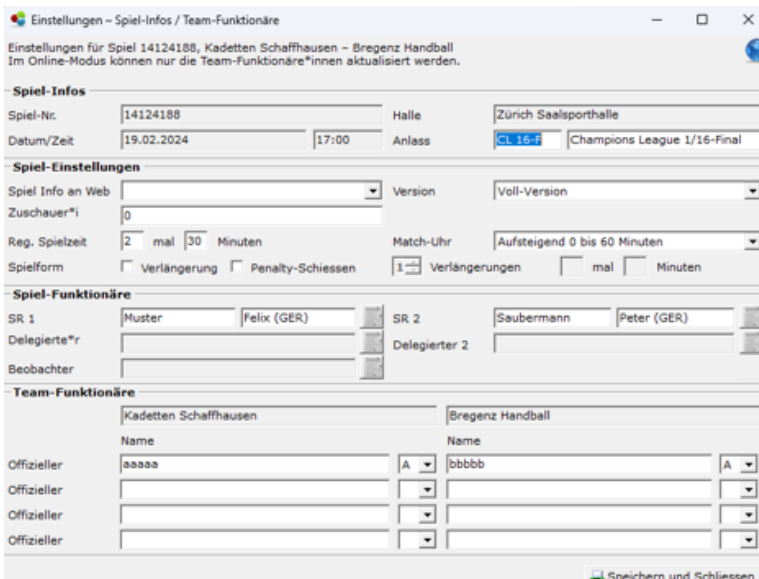 Einstellungen – Spiel-Infos / Team-Funktionäre
Einstellungen für Spiel 14124188, Kadetten Schaffhausen – Bregenz Handball
Im Online-Modus können nur die Team-Funktionäre*innen aktualisiert werden.
Spiel-Infos
Spiel-Nr. 14124188 Halle Zürich Saalsporthalle
Datum/Zeit 19.02.2024 17:00 Anlass CL 16-F Champions League 1/16-Final
Spiel-Einstellungen
Spiel Info an Web Version Voll-Version
Zuschauer*i 0
Reg. Spielzeit 2 mal 30 Minuten Match-Uhr Aufsteigend 0 bis 60 Minuten
Spielform Verlängerung Penalty-Schiessen 1 Verlängerungen mal Minuten
Spiel-Funktionäre
SR 1 Muster Felix (GER) SR 2 Saubermann Peter (GER)
Delegierte*r Delegierter 2
Beobachter
Team-Funktionäre
Kadetten Schaffhausen Bregenz Handball
Name Name
Offizieller aaaaa A bbbbb A
Offizieller
Offizieller
Offizieller
Speichern und Schliessen